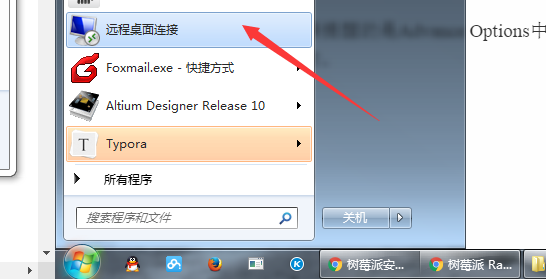 远程桌面连接
Options中
Foxmail.exe - 快捷方式
Altium Designer Release 10
T Typora
所有程序
搜索程序和文件
关机
树莓派安...
树莓派 Ra...